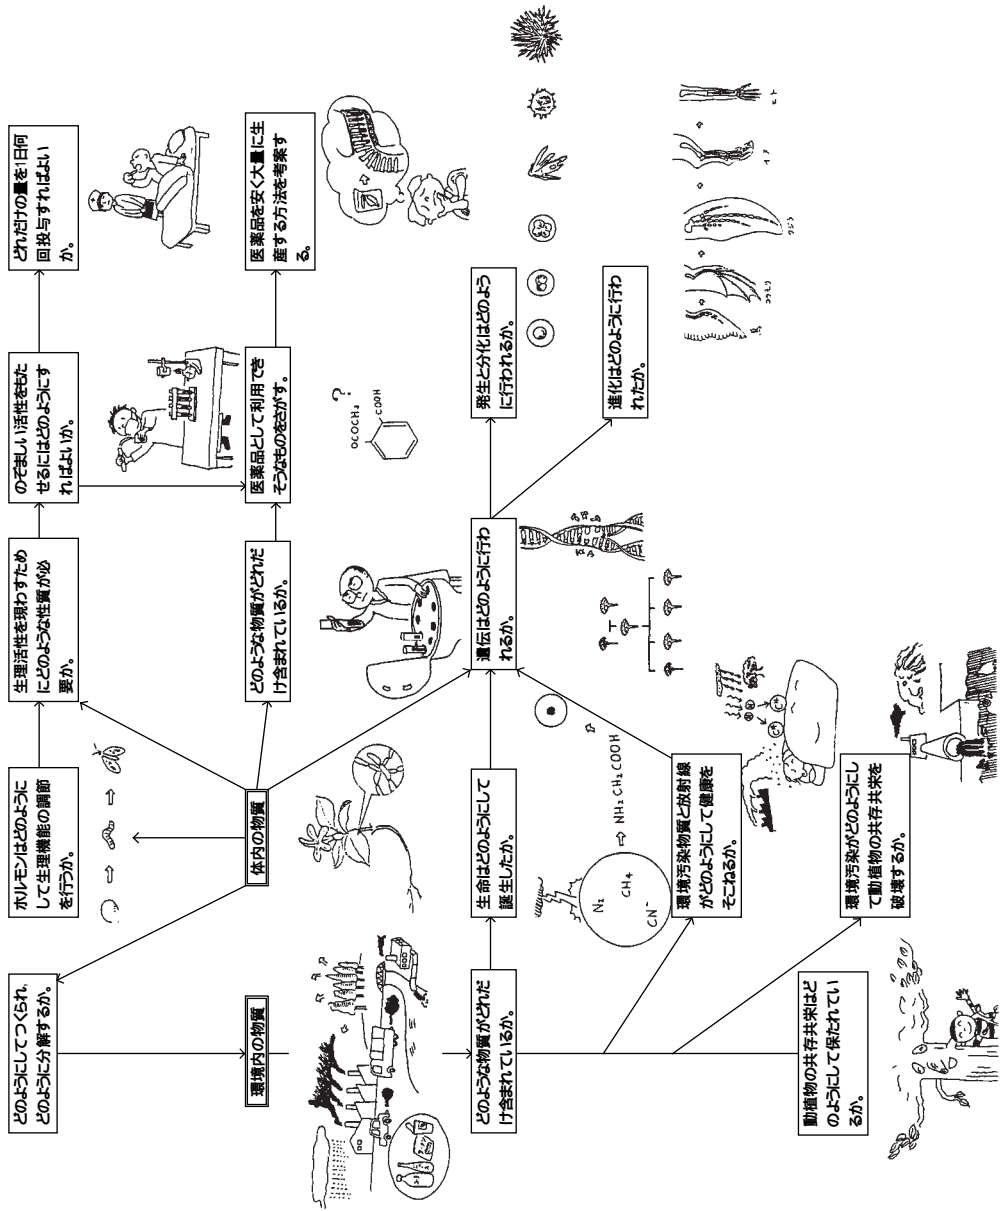 どのようにしてつくられ、
どのように分解するか。
ホルモンはどのように
して生理機能の調節
を行うか。
生理活性を現わすため
にどのような性質が必
要か。
のぞましい活性をもた
せるにはどのようにす
ればよいか。
どれだけの量を1日何
回投与すればよい
か。
環境内の物質
体内の物質
どのような物質がどれだ
け含まれているか。
医薬品として利用でき
そうなものをさがす。
医薬品を安く大量に生
産する方法を考案す
る。
OCOCH₃
?
COOH
どのような物質がどれだ
け含まれているか。
生命はどのようにして
誕生したか。
遺伝はどのように行わ
れるか。
発生と分化はどのよう
に行われるか。
進化はどのように行わ
れたか。
N₂
CH₄
CN⁻
NH₂CH₂COOH
環境汚染物質と放射線
がどのようにして健康を
そこねるか。
環境汚染がどのようにし
て動植物の共存共栄を
破壊するか。
動植物の共存共栄はど
のようにして保たれてい
るか。
鳥
コウモリ
クジラ
イヌ
ヒト